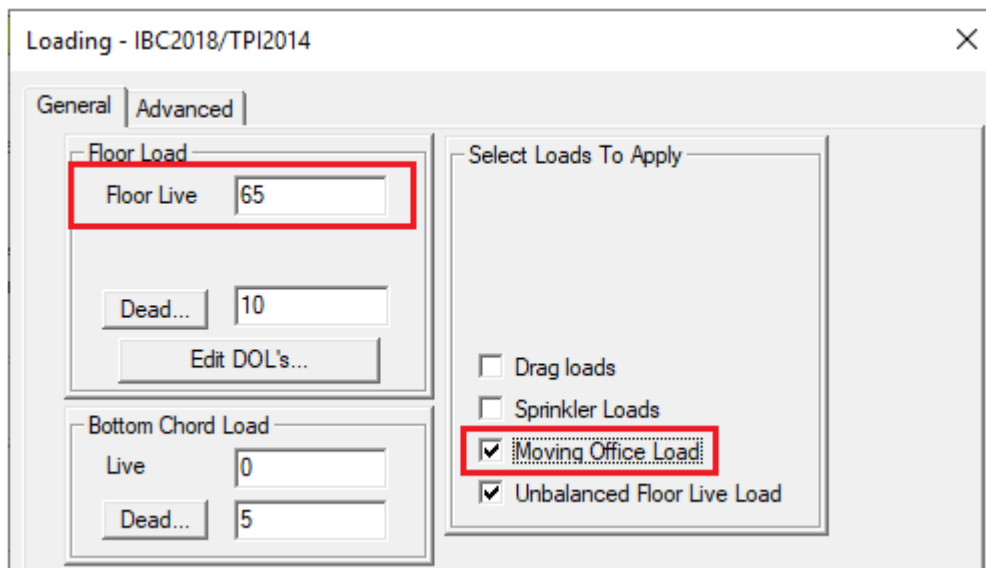 Loading - IBC2018/TPI2014
General
Advanced
Floor Load
Floor Live 65
Dead... 10
Edit DOL's...
Bottom Chord Load
Live 0
Dead... 5
Select Loads To Apply
Drag loads
Sprinkler Loads
Moving Office Load
Unbalanced Floor Live Load